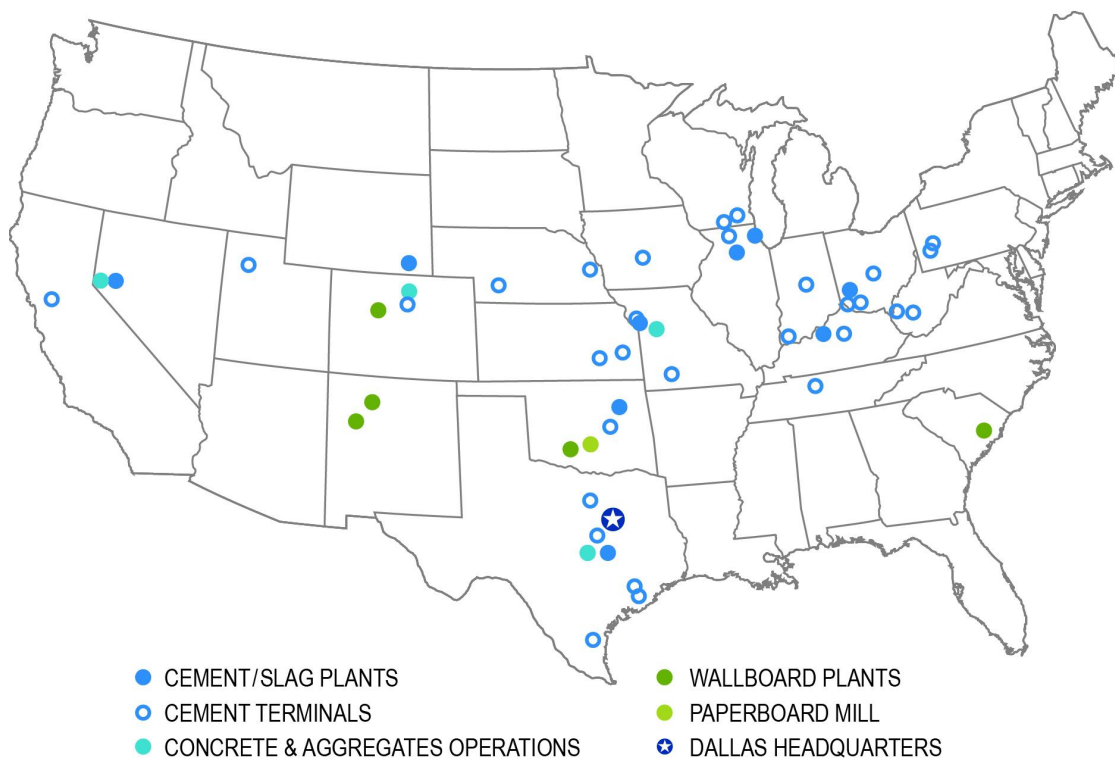 CEMENT/SLAG PLANTS
CEMENT TERMINALS
CONCRETE & AGGREGATES OPERATIONS
WALLBOARD PLANTS
PAPERBOARD MILL
DALLAS HEADQUARTERS